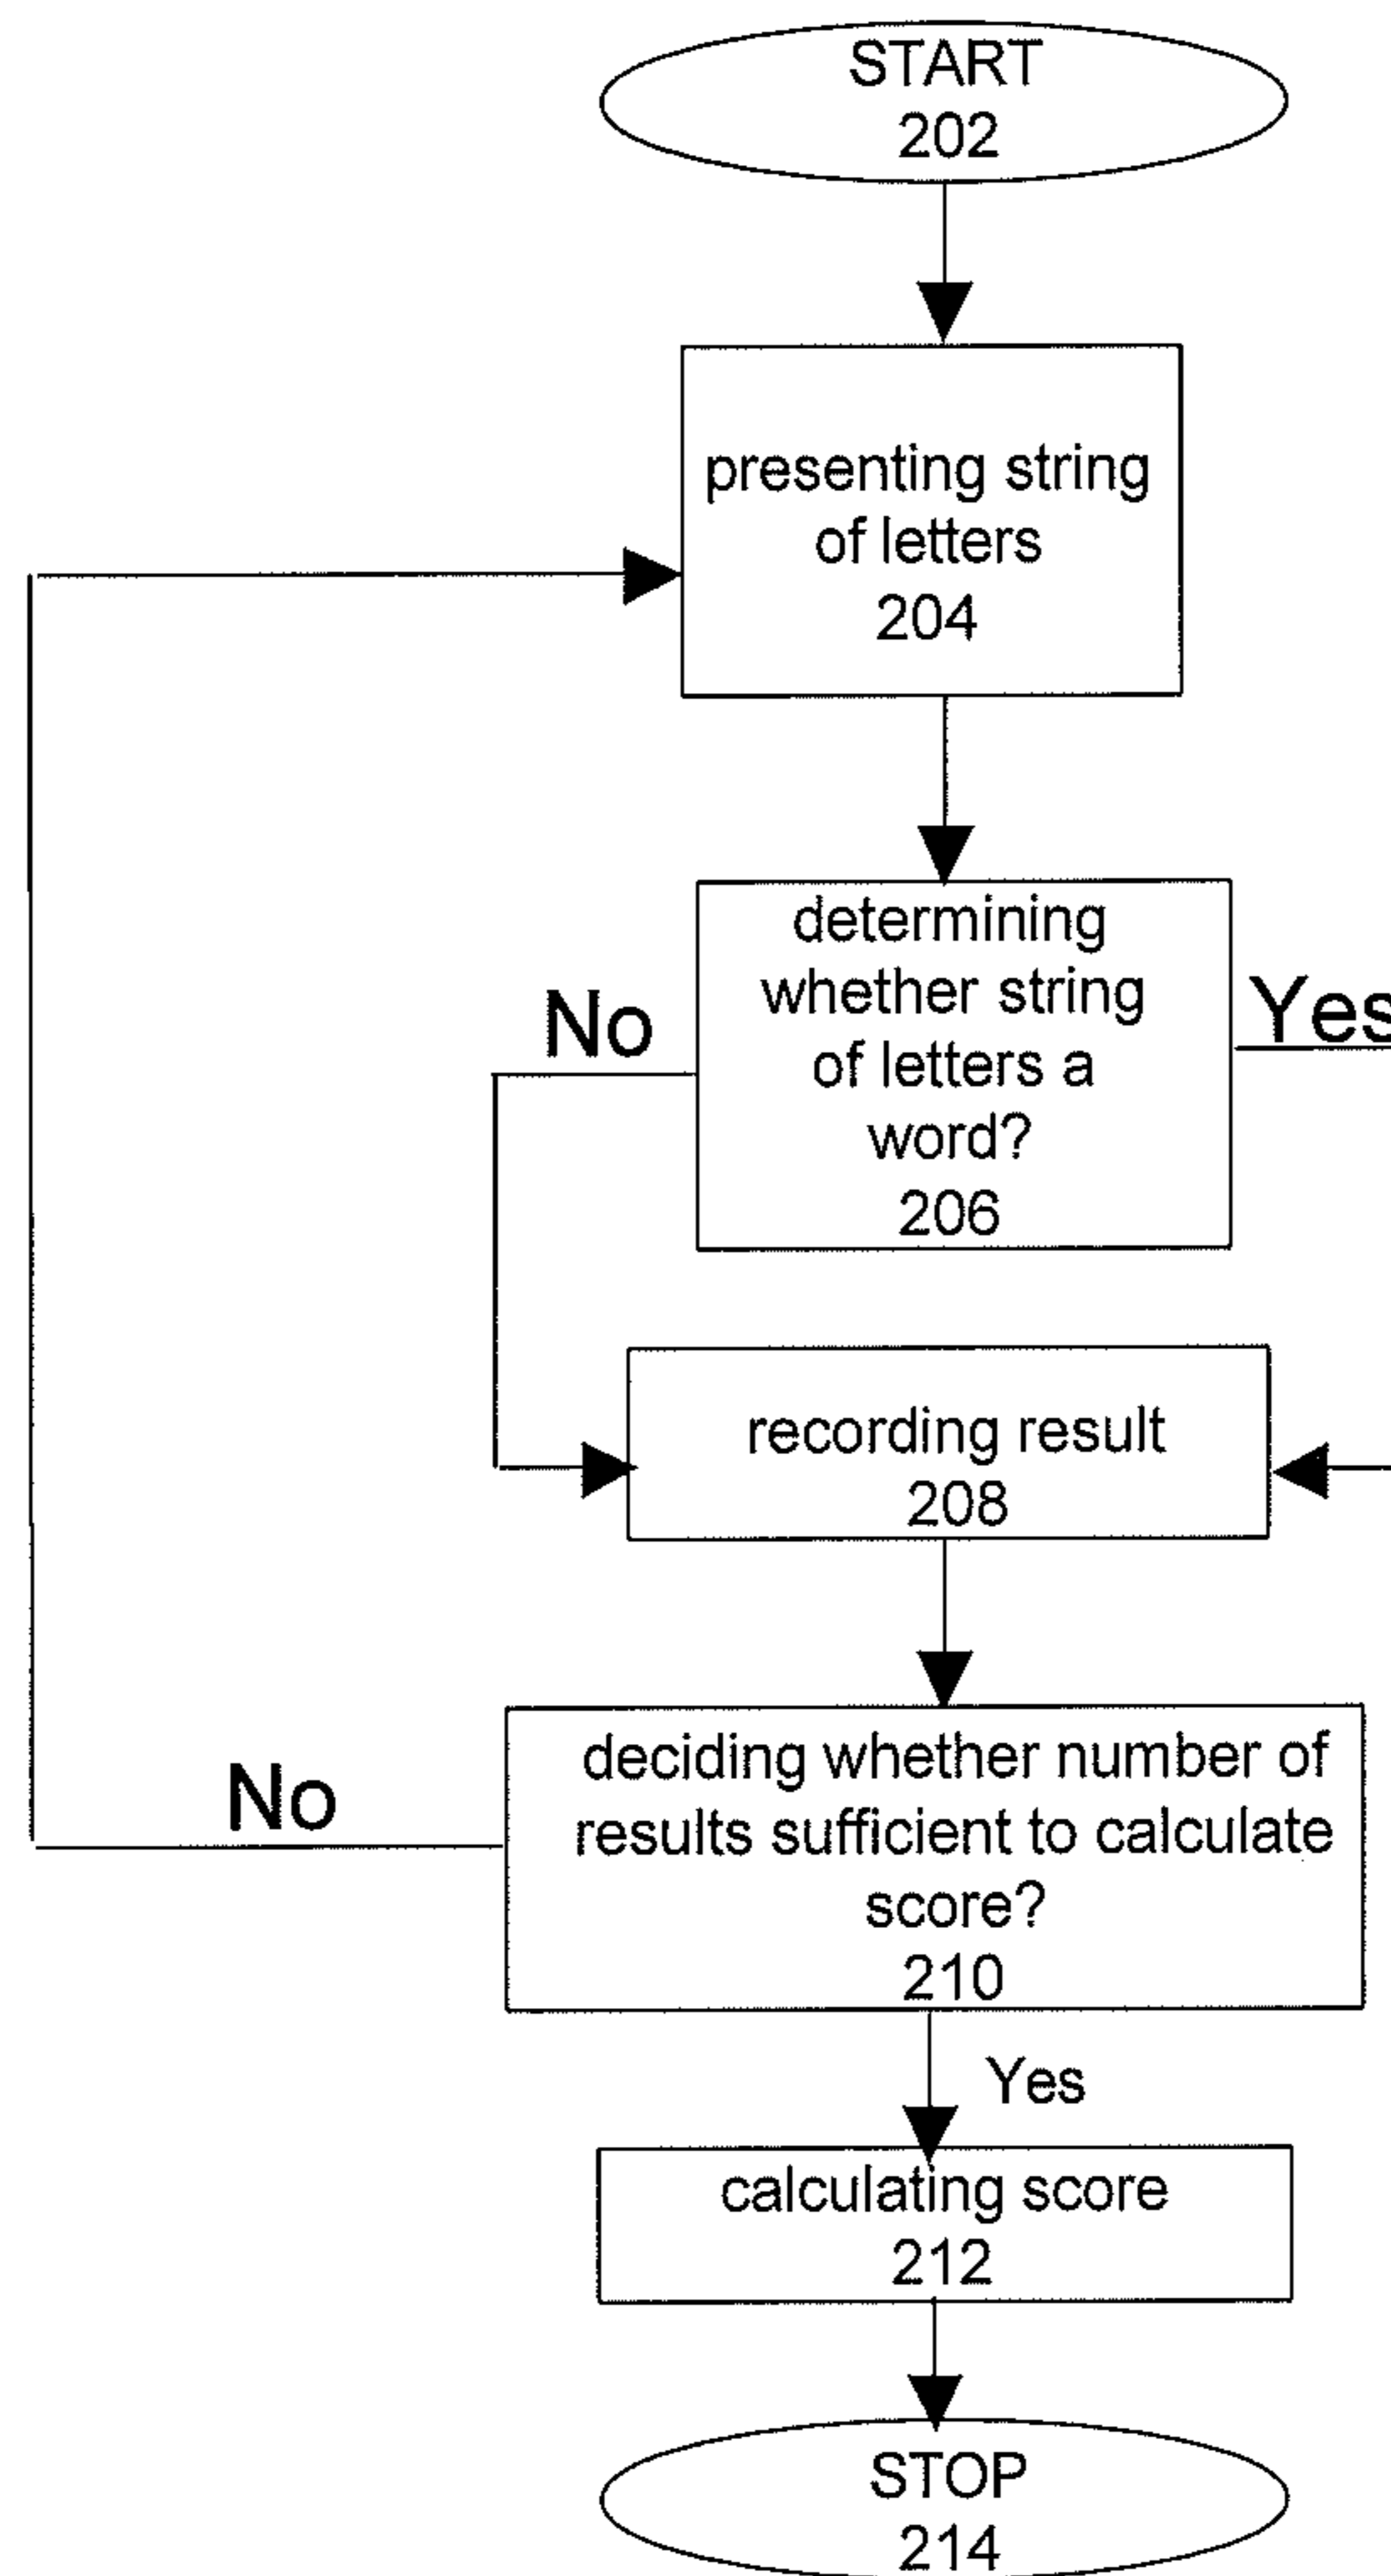 START
202
presenting string
of letters
204
determining
whether string
of letters a
word?
206
No
Yes
recording result
208
deciding whether number of
results sufficient to calculate
score?
210
No
Yes
calculating score
212
STOP
214